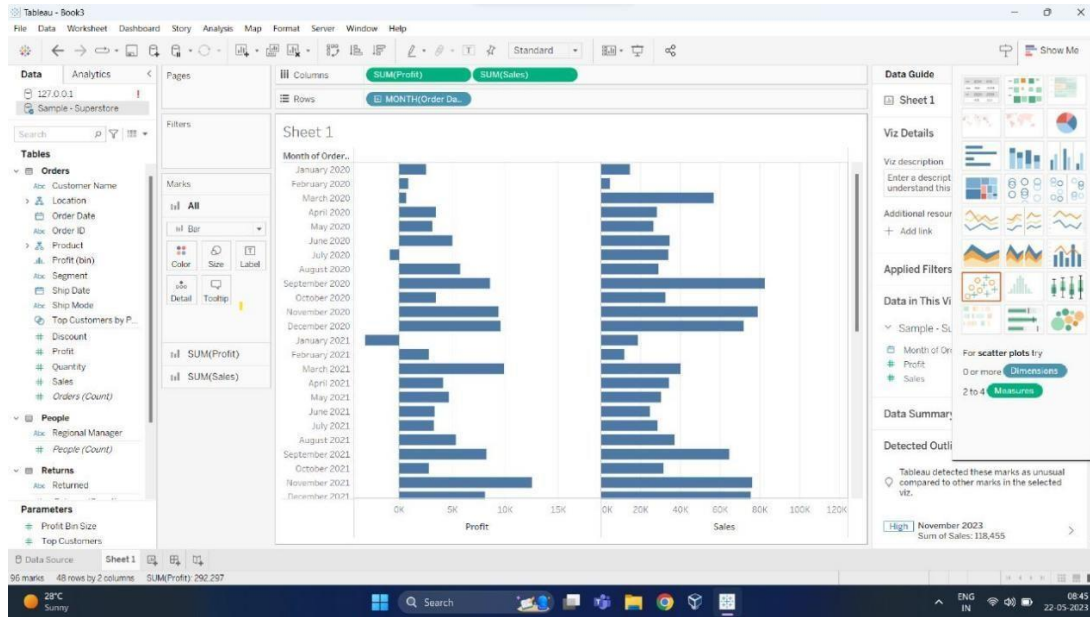 Tableau - Book3
File Data Worksheet Dashboard Story Analysis Map Format Server Window Help
Standard
Show Me
Data Analytics
127.0.0.1
Sample - Superstore
Search
Tables
Orders
Abc Customer Name
Location
Order Date
Abc Order ID
Product
Profit (bin)
Abc Segment
Ship Date
Abc Ship Mode
Top Customers by P...
# Discount
# Profit
# Quantity
# Sales
# Orders (Count)
People
Abc Regional Manager
# People (Count)
Returns
Abc Returned
Parameters
# Profit Bin Size
# Top Customers
Pages
Filters
Marks
All
Bar
Color Size Label
Detail Tooltip
SUM(Profit)
SUM(Sales)
Columns SUM(Profit) SUM(Sales)
Rows MONTH(Order Da..
Sheet 1
Month of Order..
January 2020
February 2020
March 2020
April 2020
May 2020
June 2020
July 2020
August 2020
September 2020
October 2020
November 2020
December 2020
January 2021
February 2021
March 2021
April 2021
May 2021
June 2021
July 2021
August 2021
September 2021
October 2021
November 2021
December 2021
0K 5K 10K 15K 0K 20K 40K 60K 80K 100K 120K
Profit Sales
Data Guide
Sheet 1
Viz Details
Viz description
Enter a descript
understand this
Additional resour
+ Add link
Applied Filters
Data in This Vi
Sample - Su
Month of Ord
# Profit
# Sales
Data Summary
Detected Outli
Tableau detected these marks as unusual
compared to other marks in the selected
viz.
High November 2023
Sum of Sales: 118,455
For scatter plots try
0 or more Dimensions
2 to 4 Measures
Data Source Sheet 1
96 marks 48 rows by 2 columns SUM(Profit): 292,297
28°C
Sunny
Search
ENG
IN
08:45
22-05-2023